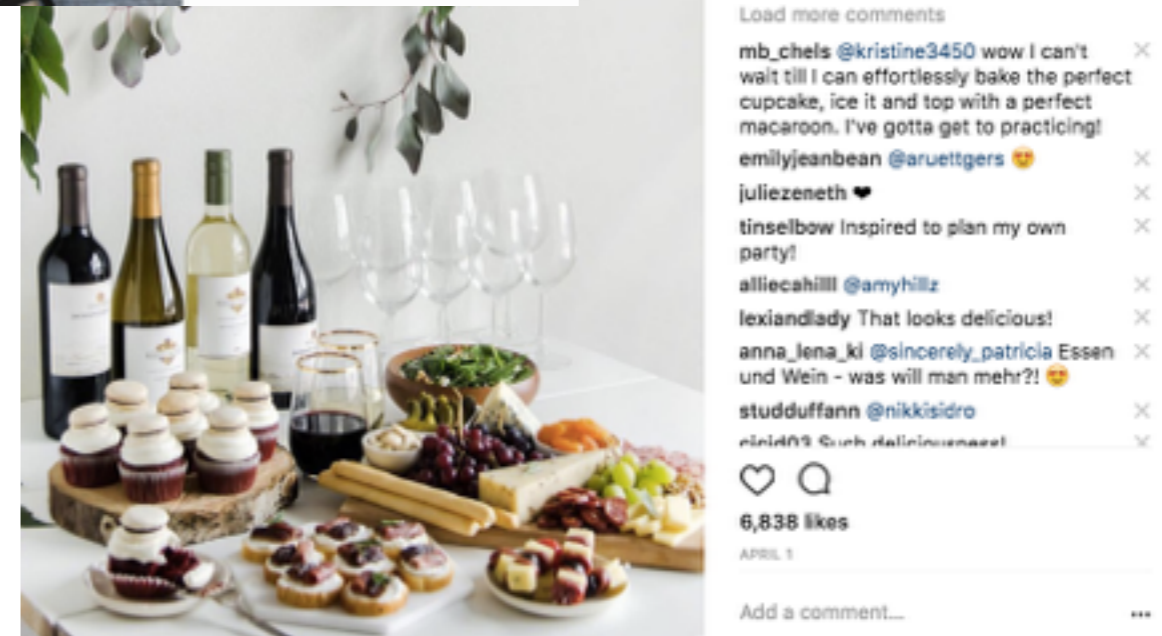 Load more comments
mb_chels @kristine3450 wow I can't
wait till I can effortlessly bake the perfect
cupcake, ice it and top with a perfect
macaroon. I've gotta get to practicing!
emilyjeanbean @aruettgers 😍
juliezeneth ❤
tinselbow Inspired to plan my own
party!
alliecahilll @amyhillz
lexiandlady That looks delicious!
anna_lena_ki @sincerely_patricia Essen
und Wein - was will man mehr?! 😍
studduffann @nikkisidro
Such deliciousness!
6,838 likes
APRIL 1
Add a comment...